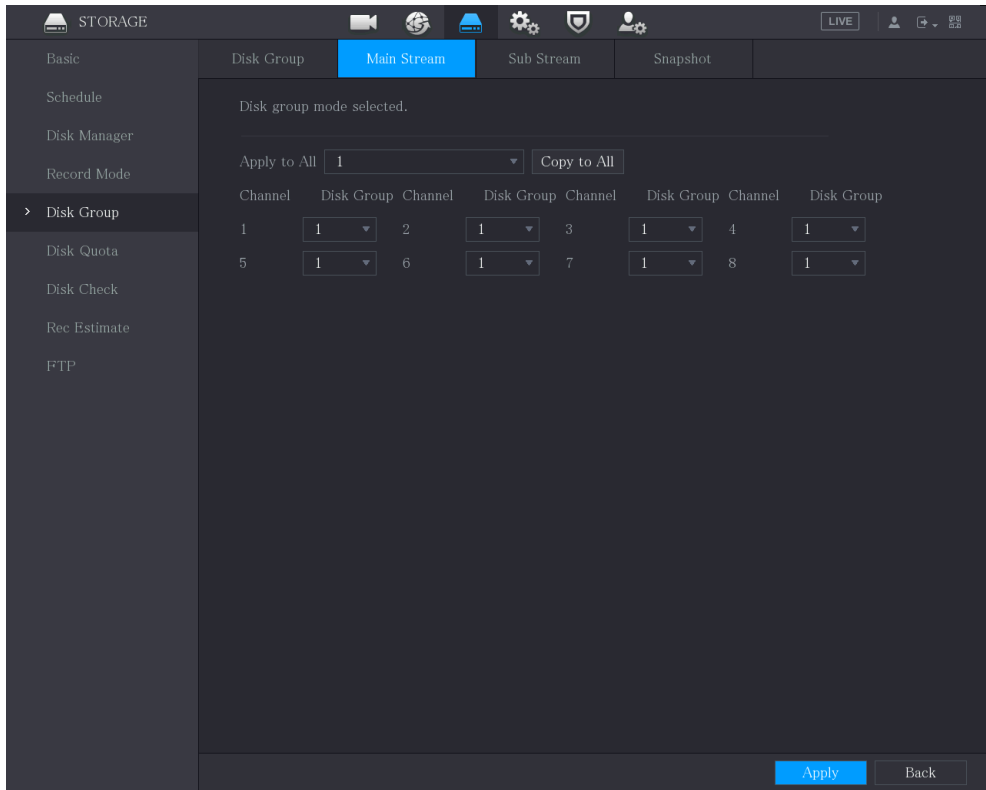 STORAGE LIVE
Basic
Schedule
Disk Manager
Record Mode
Disk Group
Disk Quota
Disk Check
Rec Estimate
FTP
Disk Group Main Stream Sub Stream Snapshot
Disk group mode selected.
Apply to All 1 Copy to All
Channel Disk Group Channel Disk Group Channel Disk Group Channel Disk Group
1 1 2 1 3 1 4 1
5 1 6 1 7 1 8 1
Apply Back